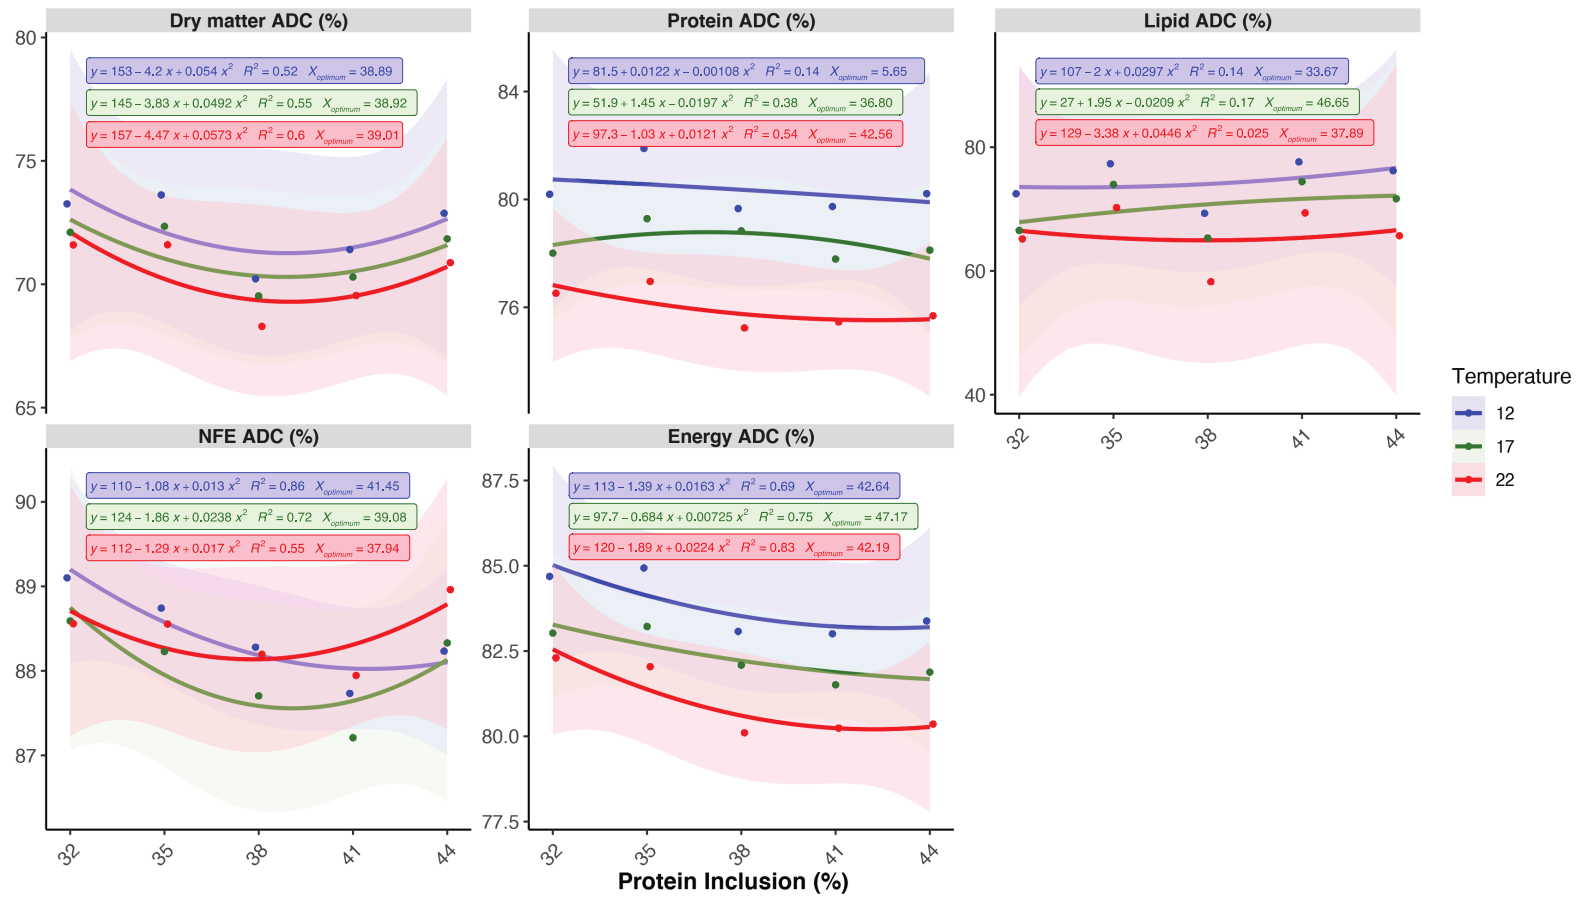 Dry matter ADC (%)
Protein ADC (%)
Lipid ADC (%)
80
75
70
65
y = 153 − 4.2 x + 0.054 x² R² = 0.52 Xoptimum = 38.89
y = 145 − 3.83 x + 0.0492 x² R² = 0.55 Xoptimum = 38.92
y = 157 − 4.47 x + 0.0573 x² R² = 0.6 Xoptimum = 39.01
84
80
76
y = 81.5 + 0.0122 x − 0.00108 x² R² = 0.14 Xoptimum = 5.65
y = 51.9 + 1.45 x − 0.0197 x² R² = 0.38 Xoptimum = 36.80
y = 97.3 − 1.03 x + 0.0121 x² R² = 0.54 Xoptimum = 42.56
80
60
40
y = 107 − 2 x + 0.0297 x² R² = 0.14 Xoptimum = 33.67
y = 27 + 1.95 x − 0.0209 x² R² = 0.17 Xoptimum = 46.65
y = 129 − 3.38 x + 0.0446 x² R² = 0.025 Xoptimum = 37.89
32 35 38 41 44
Temperature
12
17
22
NFE ADC (%)
Energy ADC (%)
90
89
88
87
y = 110 − 1.08 x + 0.013 x² R² = 0.86 Xoptimum = 41.45
y = 124 − 1.86 x + 0.0238 x² R² = 0.72 Xoptimum = 39.08
y = 112 − 1.29 x + 0.017 x² R² = 0.55 Xoptimum = 37.94
32 35 38 41 44
87.5
85.0
82.5
80.0
77.5
y = 113 − 1.39 x + 0.0163 x² R² = 0.69 Xoptimum = 42.64
y = 97.7 − 0.684 x + 0.00725 x² R² = 0.75 Xoptimum = 47.17
y = 120 − 1.89 x + 0.0224 x² R² = 0.83 Xoptimum = 42.19
32 35 38 41 44
Protein Inclusion (%)